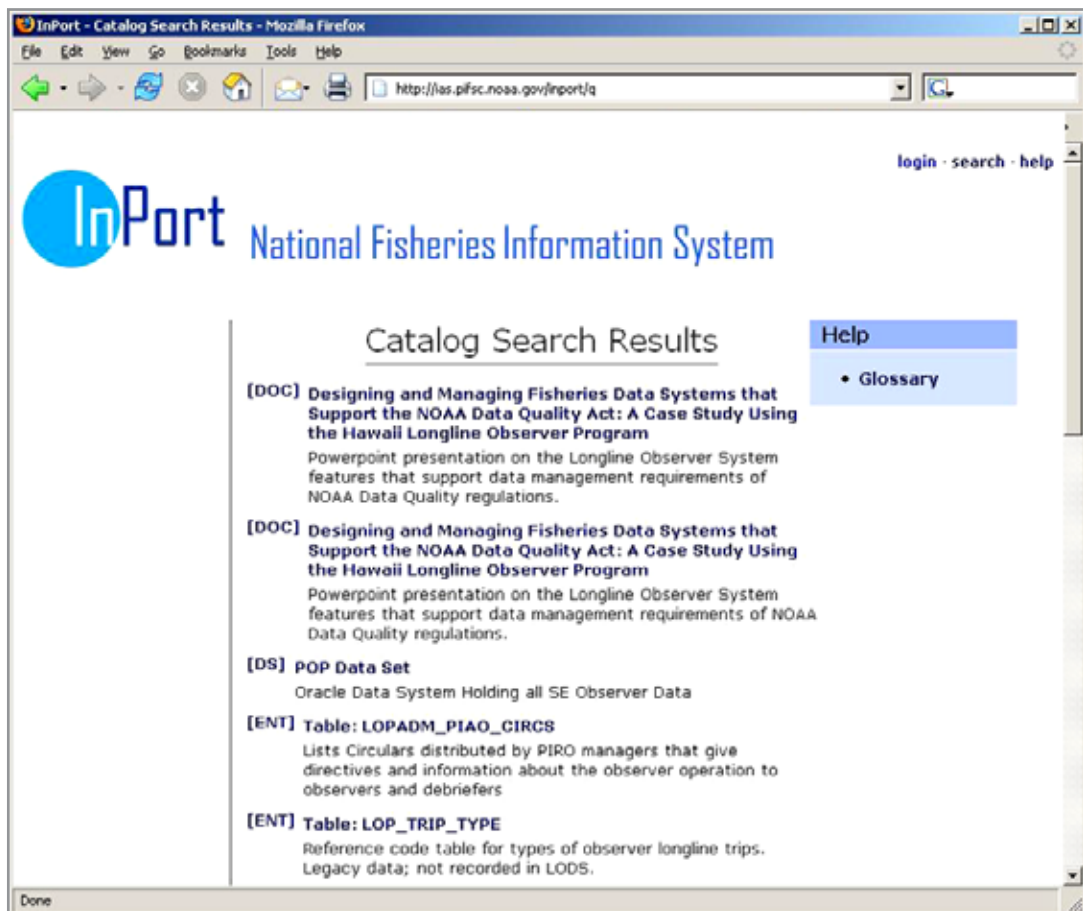 InPort - Catalog Search Results - Mozilla Firefox
File Edit View Go Bookmarks Tools Help
http://las.pifsc.noaa.gov/inport/q
G
login · search · help
InPort
National Fisheries Information System
Catalog Search Results
Help
• Glossary
[DOC] Designing and Managing Fisheries Data Systems that
Support the NOAA Data Quality Act: A Case Study Using
the Hawaii Longline Observer Program
Powerpoint presentation on the Longline Observer System
features that support data management requirements of
NOAA Data Quality regulations.
[DOC] Designing and Managing Fisheries Data Systems that
Support the NOAA Data Quality Act: A Case Study Using
the Hawaii Longline Observer Program
Powerpoint presentation on the Longline Observer System
features that support data management requirements of NOAA
Data Quality regulations.
[DS] POP Data Set
Oracle Data System Holding all SE Observer Data
[ENT] Table: LOPADM_PIAO_CIRCS
Lists Circulars distributed by PIRO managers that give
directives and information about the observer operation to
observers and debriefers
[ENT] Table: LOP_TRIP_TYPE
Reference code table for types of observer longline trips.
Legacy data; not recorded in LODS.
Done